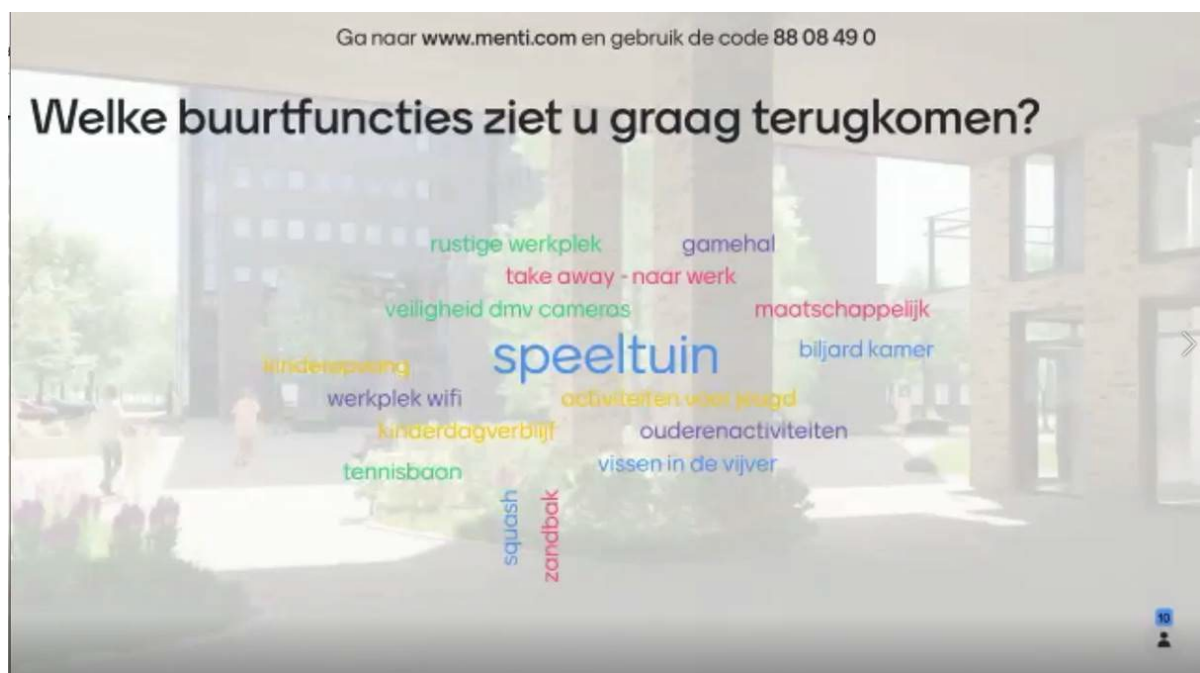 Ga naar www.menti.com en gebruik de code 88 08 49 0
Welke buurtfuncties ziet u graag terugkomen?
rustige werkplek
gamehal
take away - naar werk
veiligheid dmv cameras
maatschappelijk
speeltuin
biljard kamer
kinderopvang
werkplek wifi
activiteiten voor jeugd
kinderdagverblijf
ouderenactiviteiten
tennisbaan
vissen in de vijver
squash
zandbak
10